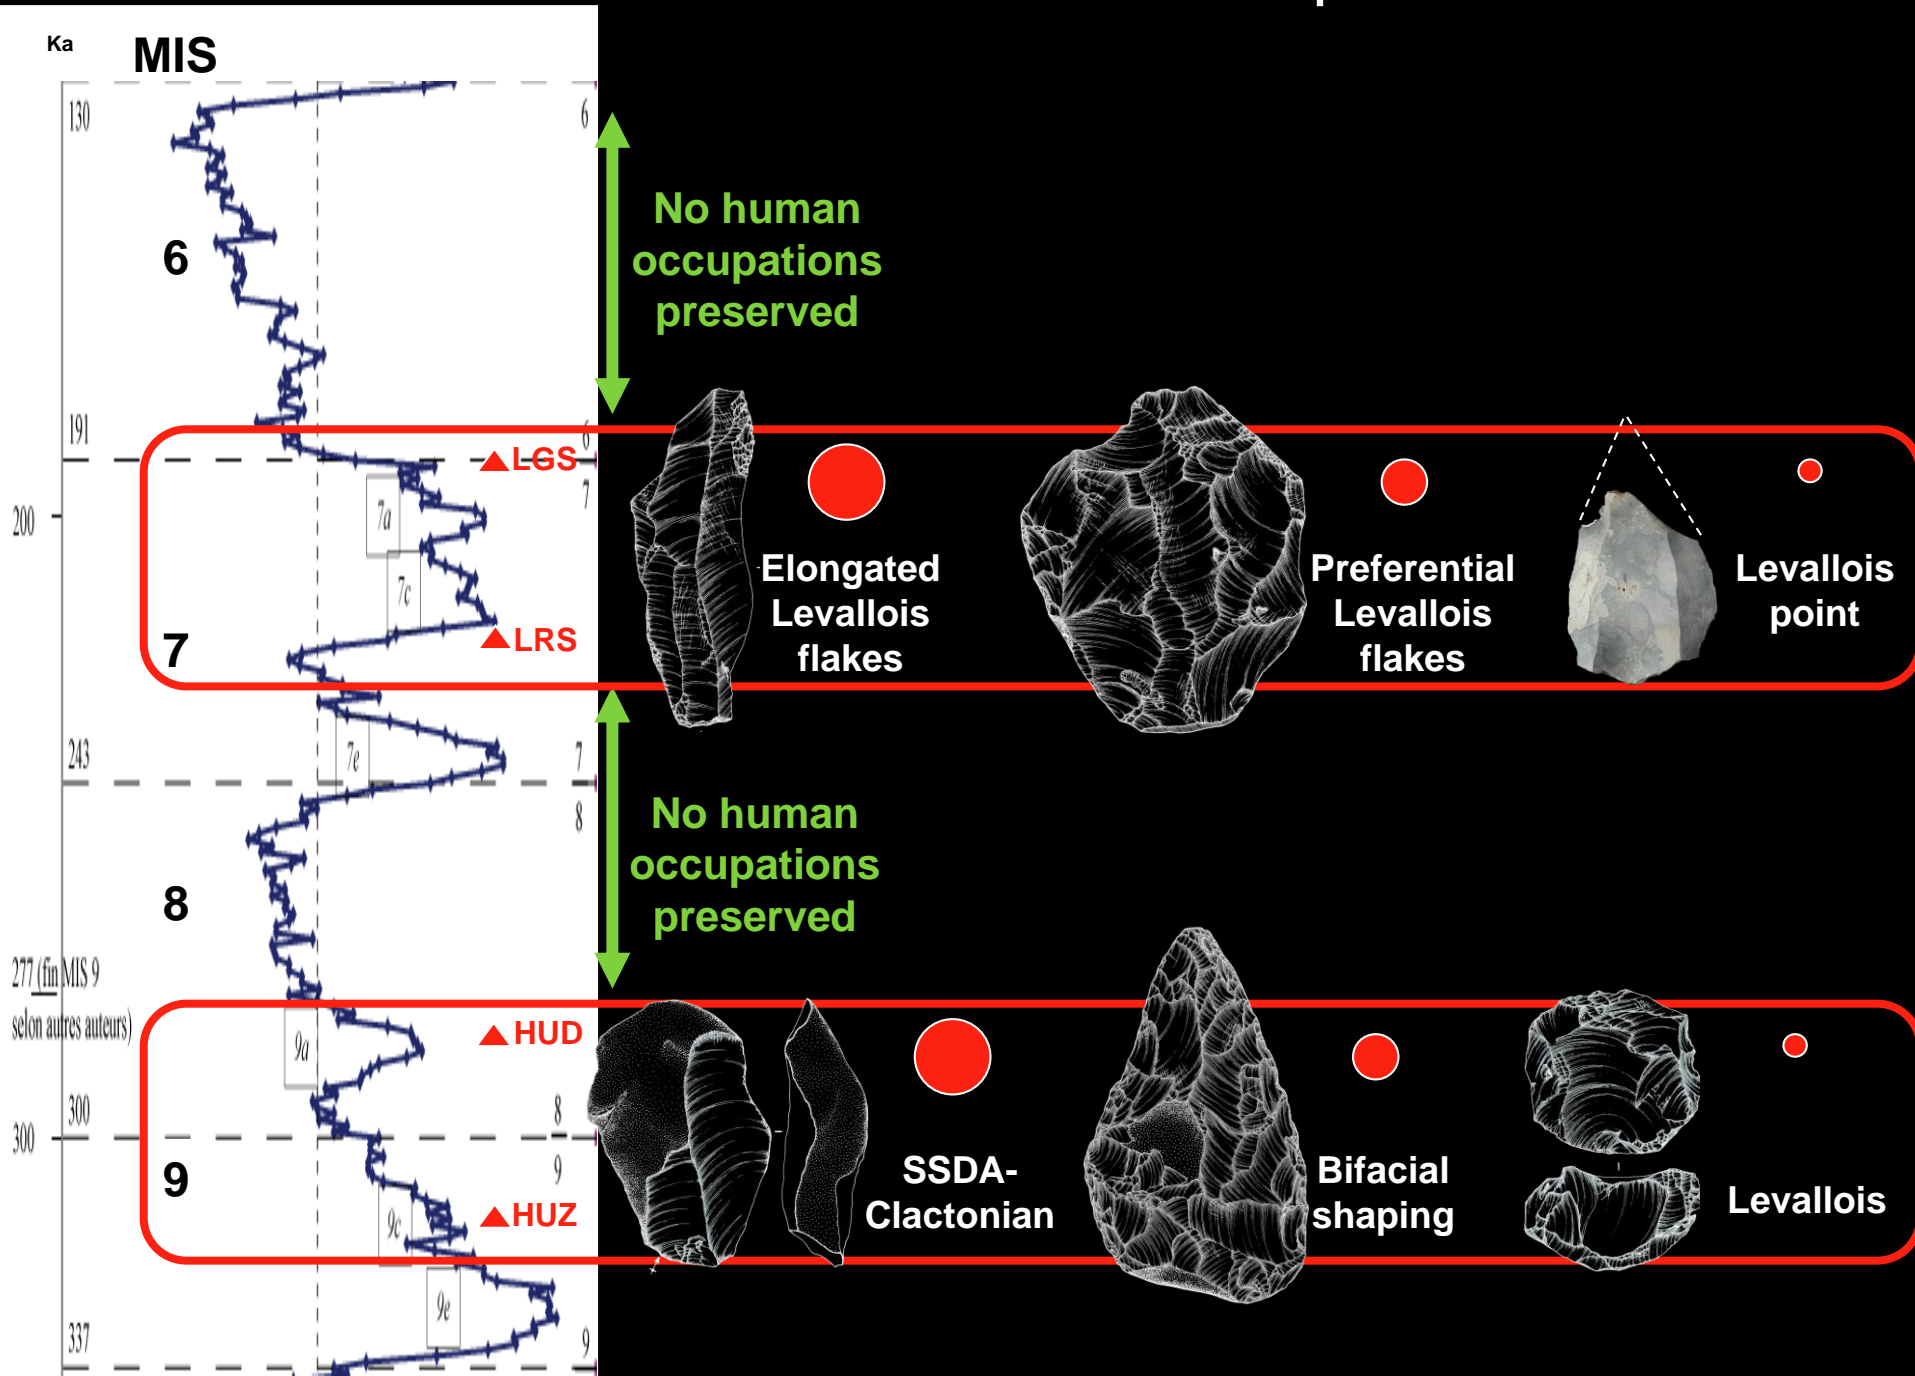 Ka
MIS
130
6
6
No human
occupations
preserved
191
6
LGS
7
7a
200
7c
7
LRS
Elongated
Levallois
flakes
Preferential
Levallois
flakes
Levallois
point
243
7e
7
8
No human
occupations
preserved
8
277 (fin MIS 9
selon autres auteurs)
9a
HUD
300
300
8
9
9
9c
HUZ
SSDA-
Clactonian
Bifacial
shaping
Levallois
9e
337
9